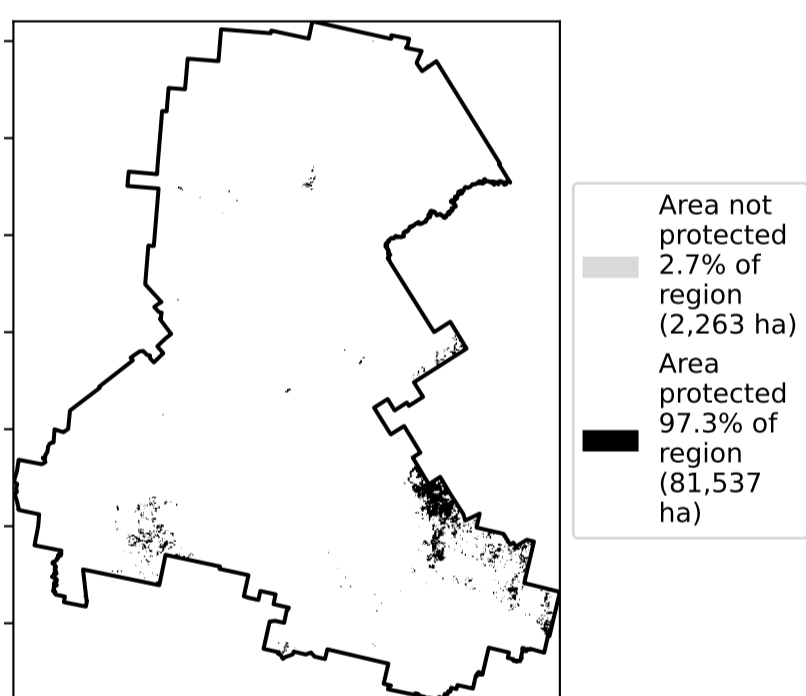 Area not
protected
2.7% of
region
(2,263 ha)
Area
protected
97.3% of
region
(81,537
ha)